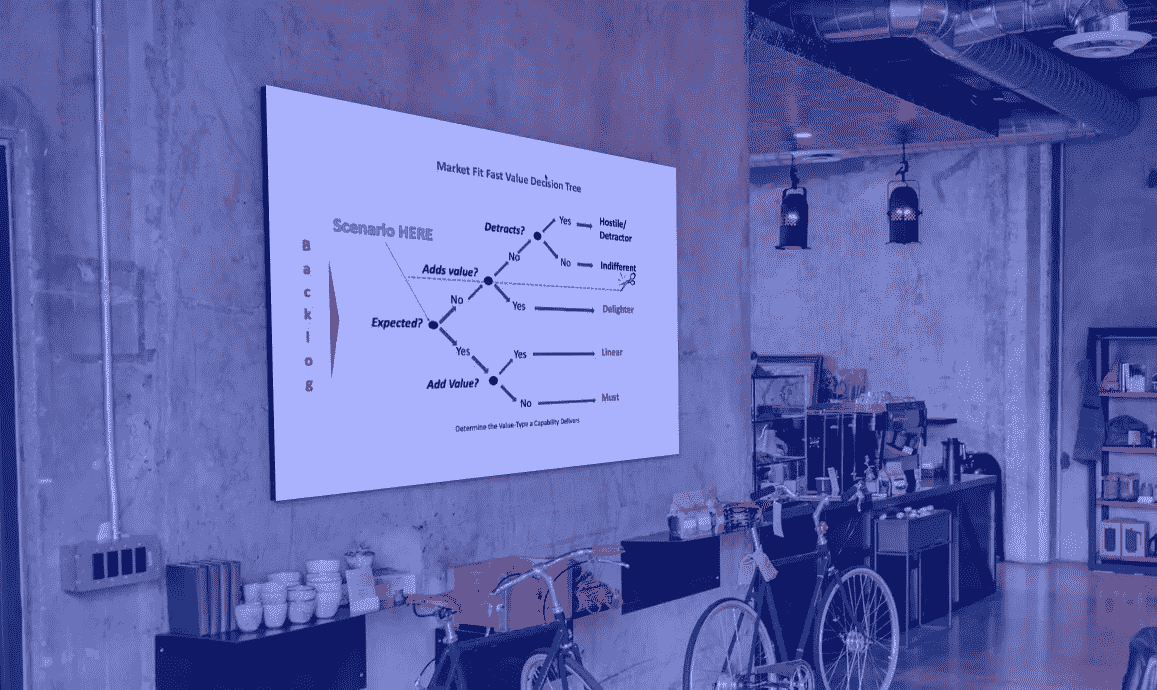 Market Fit Fast Value Decision Tree
Scenario HERE
Backlog
Expected?
No
Yes
Adds value?
No
Yes
Detracts?
Yes
Hostile/
Detractor
No
Indifferent
Delighter
Add Value?
Yes
Linear
No
Must
Determine the Value-Type a Capability Delivers